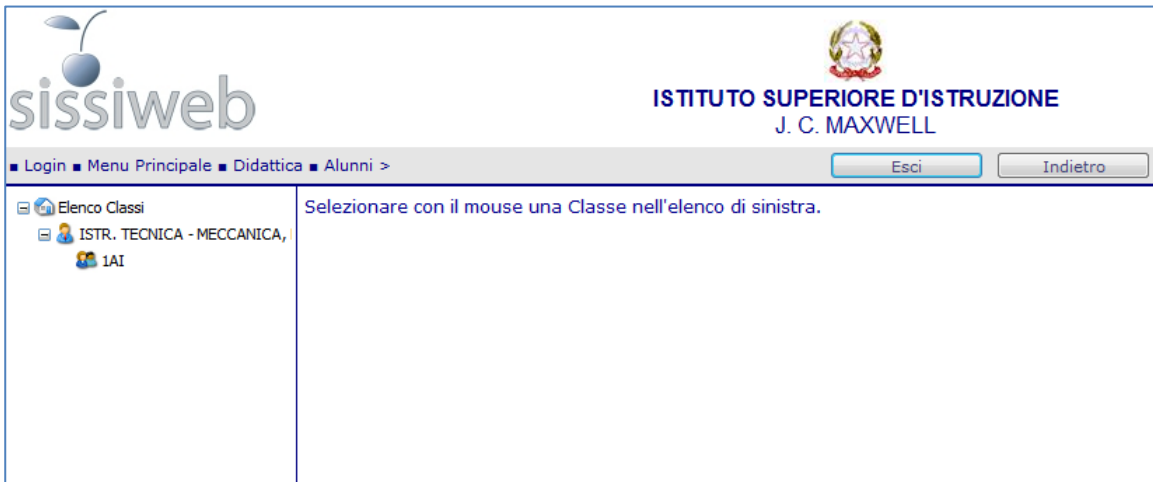 sissiweb
ISTITUTO SUPERIORE D'ISTRUZIONE
J. C. MAXWELL
▪ Login ▪ Menu Principale ▪ Didattica ▪ Alunni >
Esci
Indietro
Elenco Classi
ISTR. TECNICA - MECCANICA,
1AI
Selezionare con il mouse una Classe nell'elenco di sinistra.